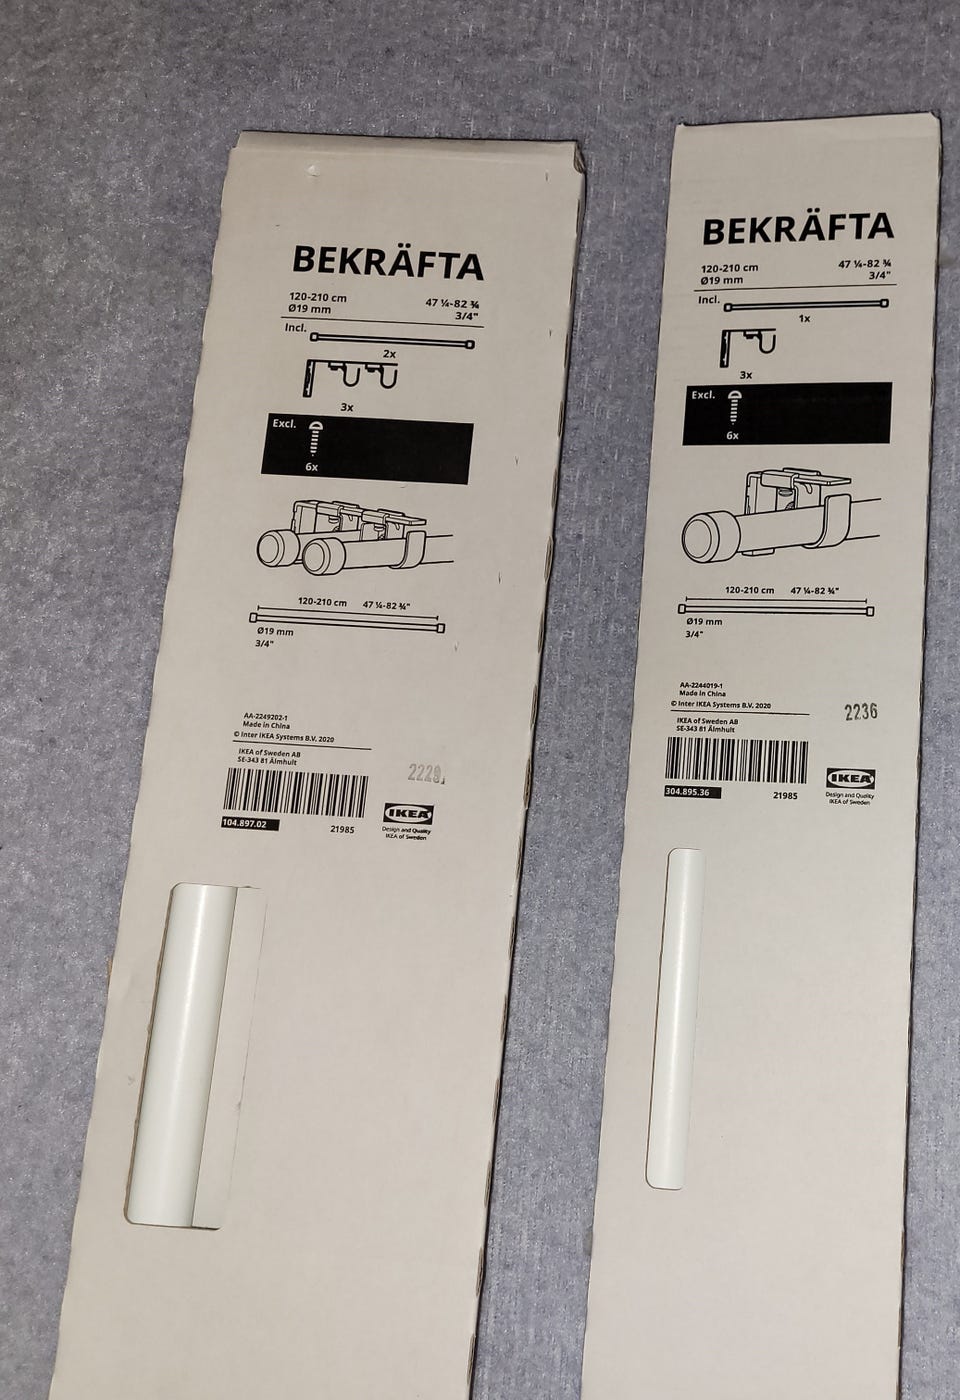 BEKRÄFTA
120-210 cm 47 ¼-82 ¾
Ø19 mm 3/4"
Incl.
2x
3x
Excl.
6x
120-210 cm 47 ¼-82 ¾"
Ø19 mm
3/4"
AA-2249202-1
Made in China
© Inter IKEA Systems B.V. 2020
IKEA of Sweden AB
SE-343 81 Älmhult
2229
104.897.02 21985
IKEA
Design and Quality
IKEA of Sweden
BEKRÄFTA
120-210 cm 47 ¼-82 ¾
Ø19 mm 3/4"
Incl.
1x
3x
Excl.
6x
120-210 cm 47 ¼-82 ¾"
Ø19 mm
3/4"
AA-2244019-1
Made in China
© Inter IKEA Systems B.V. 2020
2236
IKEA of Sweden AB
SE-343 81 Älmhult
304.895.36 21985
IKEA
Design and Quality
IKEA of Sweden